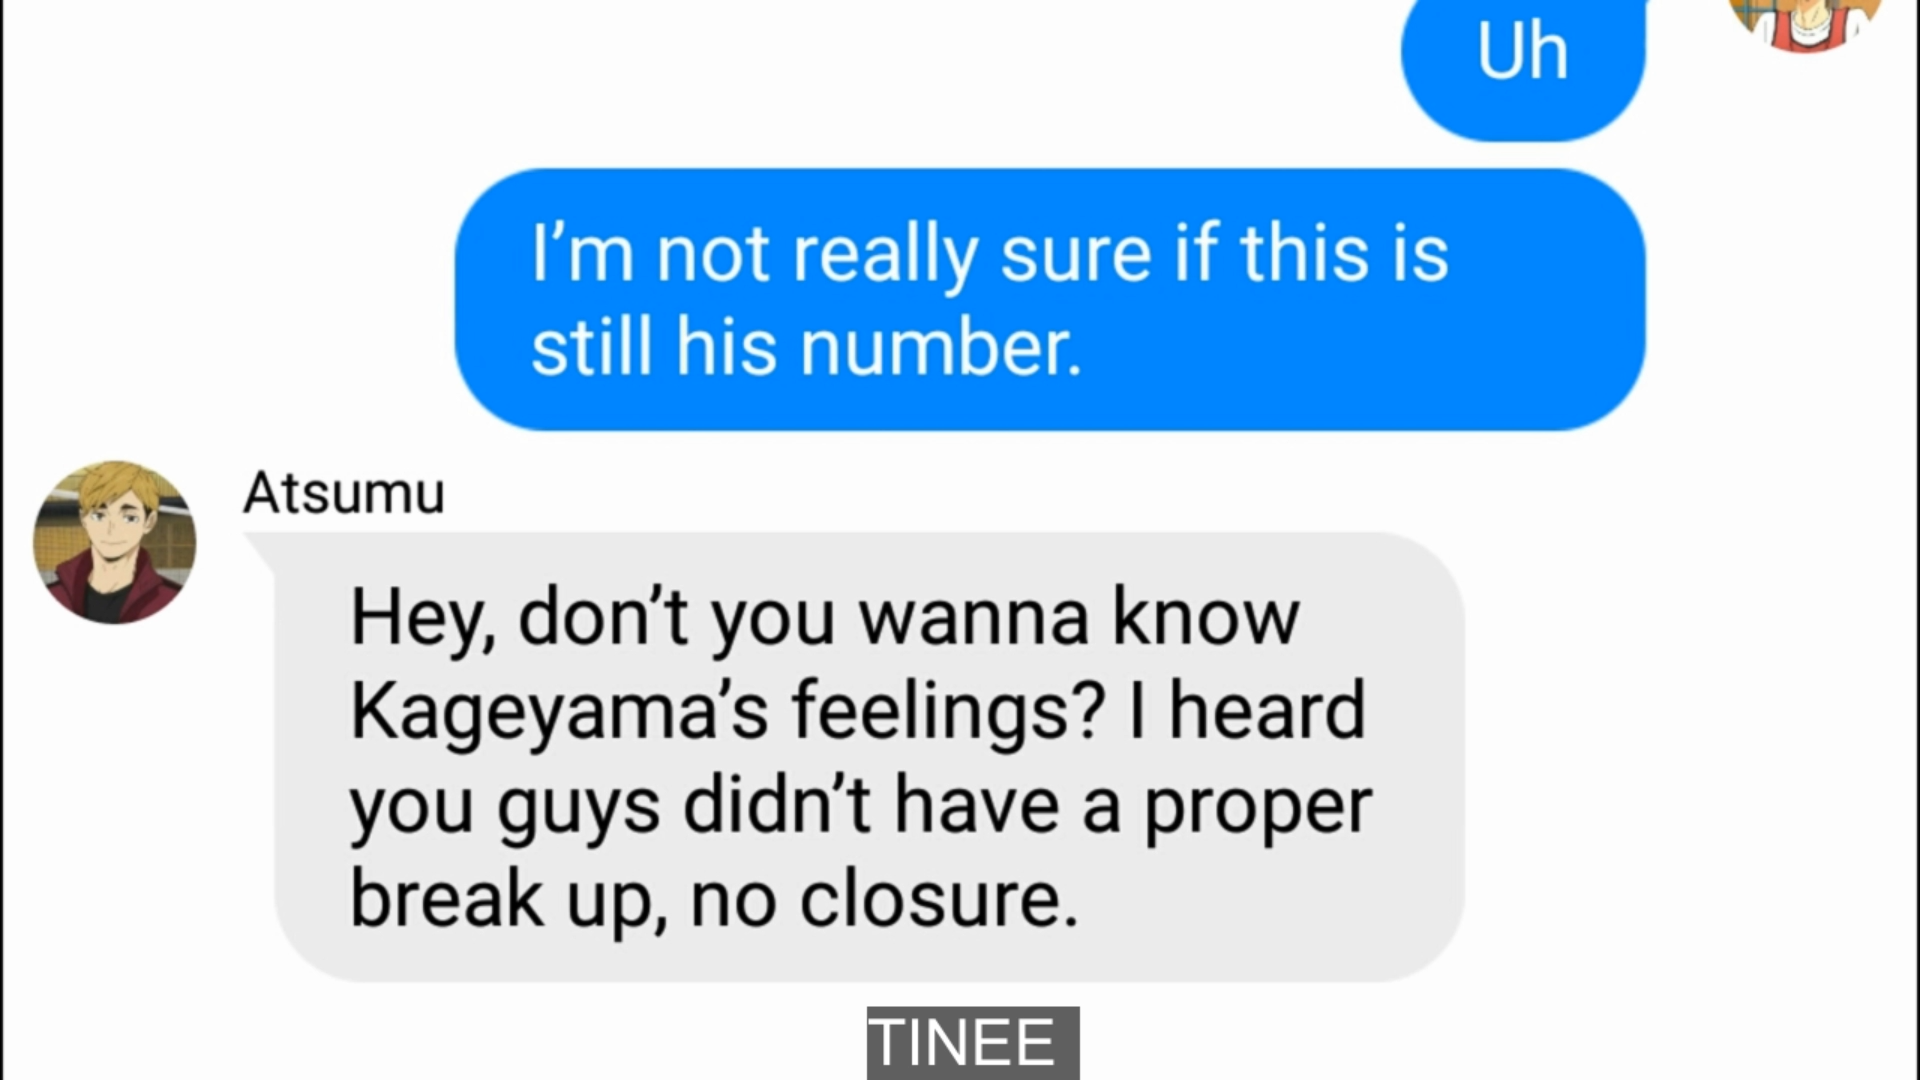 Uh
I’m not really sure if this is
still his number.
Atsumu
Hey, don’t you wanna know
Kageyama’s feelings? I heard
you guys didn’t have a proper
break up, no closure.
TINEE